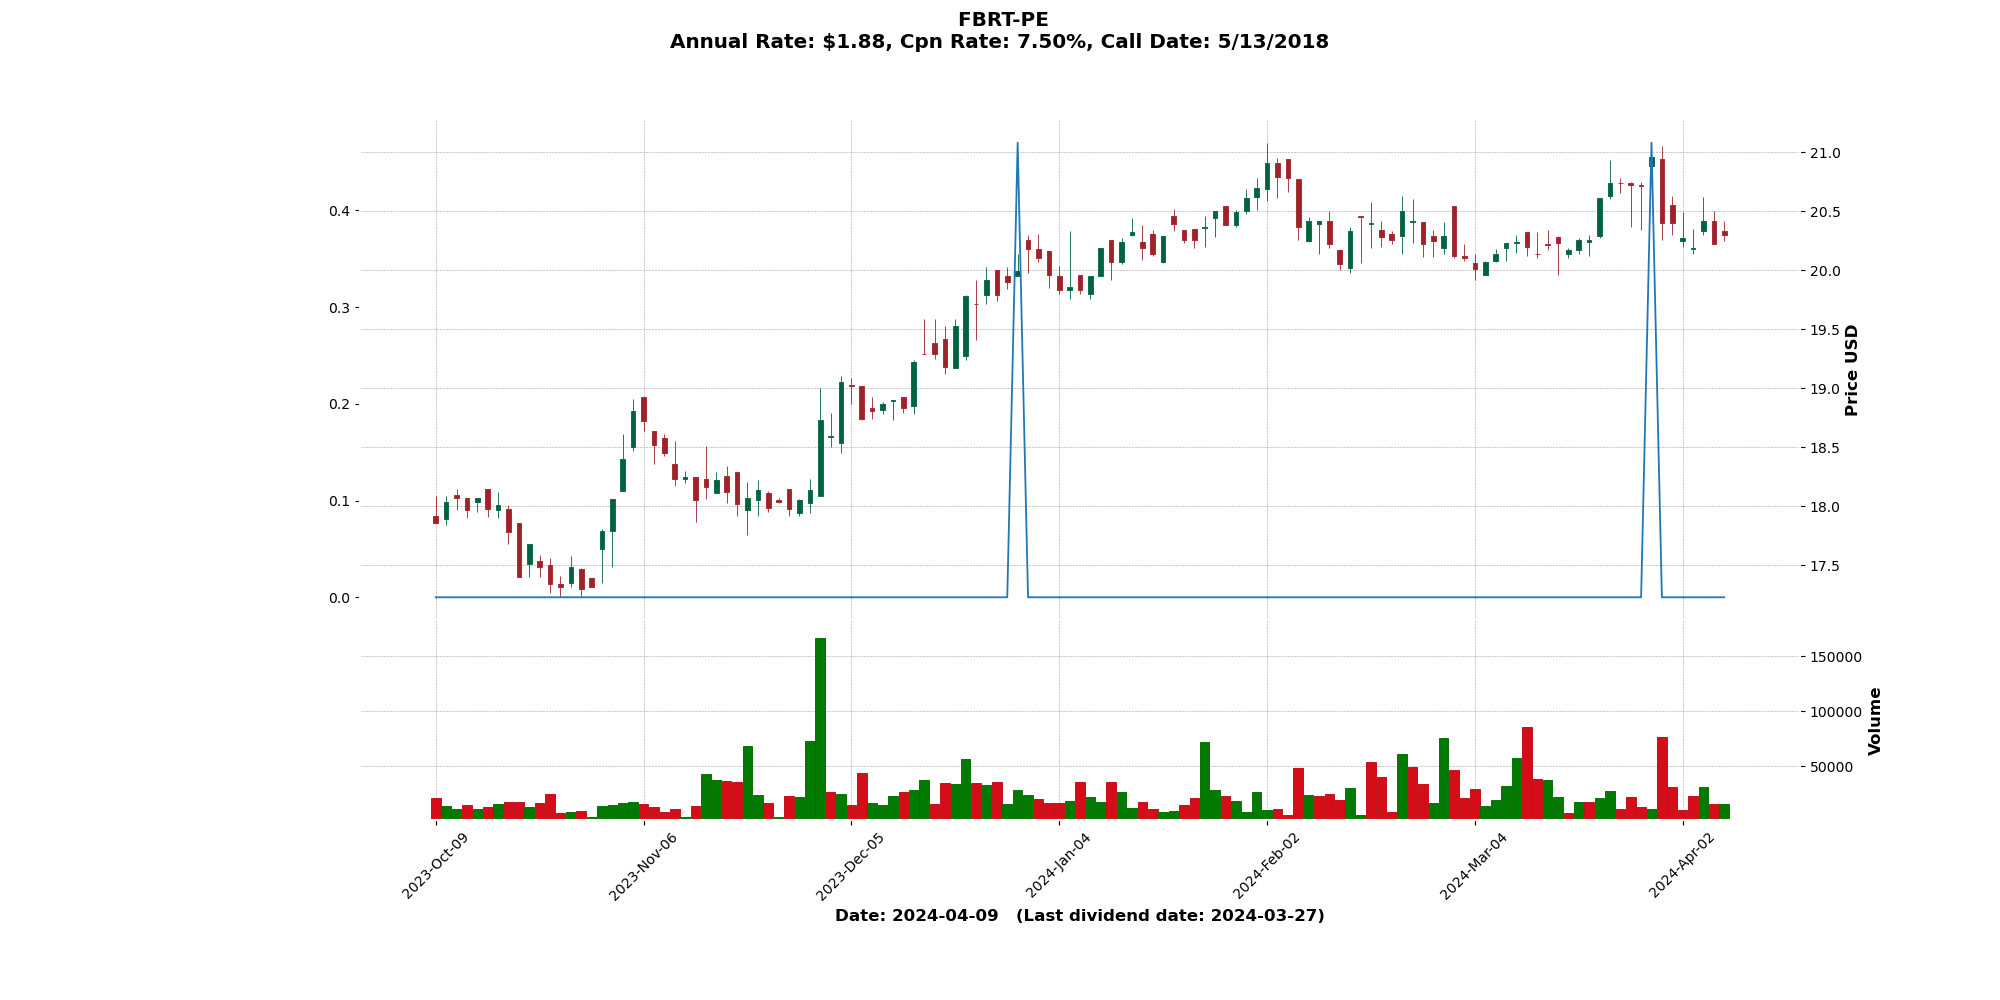 FBRT-PE
Annual Rate: $1.88, Cpn Rate: 7.50%, Call Date: 5/13/2018
0.4
0.3
0.2
0.1
0.0
21.0
20.5
20.0
19.5
19.0
18.5
18.0
17.5
Price USD
150000
100000
50000
Volume
2023-Oct-09
2023-Nov-06
2023-Dec-05
2024-Jan-04
2024-Feb-02
2024-Mar-04
2024-Apr-02
Date: 2024-04-09 (Last dividend date: 2024-03-27)